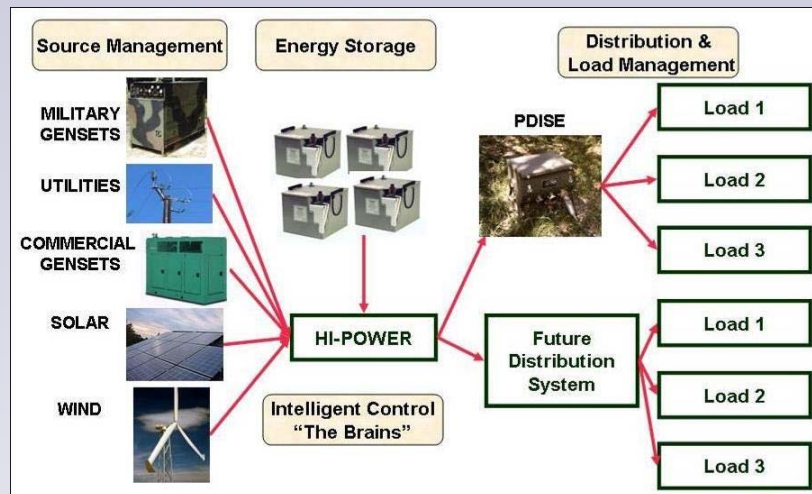 Source Management
Energy Storage
Distribution &
Load Management
MILITARY
GENSETS
UTILITIES
COMMERCIAL
GENSETS
SOLAR
WIND
HI-POWER
Intelligent Control
“The Brains”
PDISE
Future
Distribution
System
Load 1
Load 2
Load 3
Load 1
Load 2
Load 3